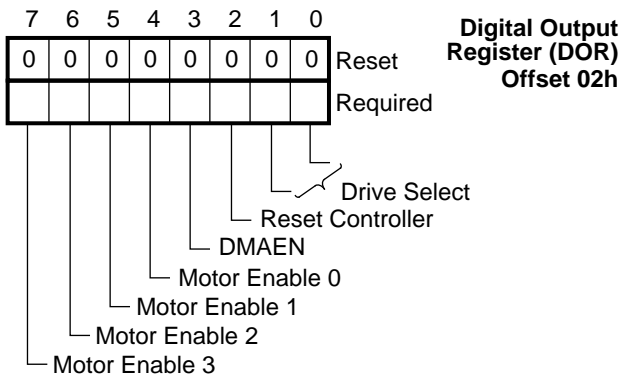 7 6 5 4 3 2 1 0
Digital Output
Register (DOR)
Offset 02h
0 0 0 0 0 0 0 0 Reset
Required
Drive Select
Reset Controller
DMAEN
Motor Enable 0
Motor Enable 1
Motor Enable 2
Motor Enable 3